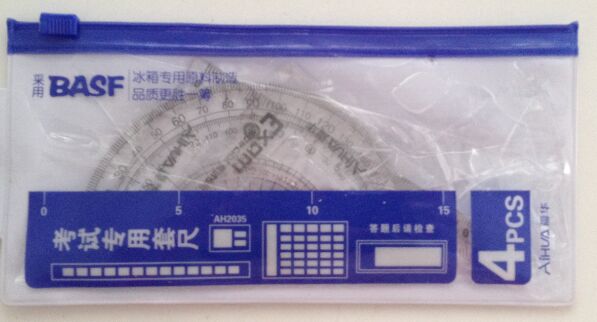 采用 BASF 冰箱专用原料制造
品质更胜一筹
0 5 10 15
AH2035
考试专用套尺
答题后请检查
4PCS
AIHUA 爱华
Exam